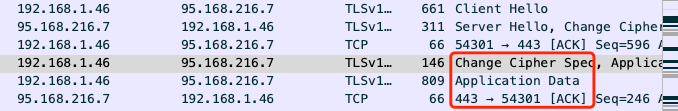 192.168.1.46 95.168.216.7 TLSv1… 661 Client Hello
95.168.216.7 192.168.1.46 TLSv1… 311 Server Hello, Change Cipher
192.168.1.46 95.168.216.7 TCP 66 54301 → 443 [ACK] Seq=596 A
192.168.1.46 95.168.216.7 TLSv1… 146 Change Cipher Spec, Applica
192.168.1.46 95.168.216.7 TLSv1… 809 Application Data
95.168.216.7 192.168.1.46 TCP 66 443 → 54301 [ACK] Seq=246 A